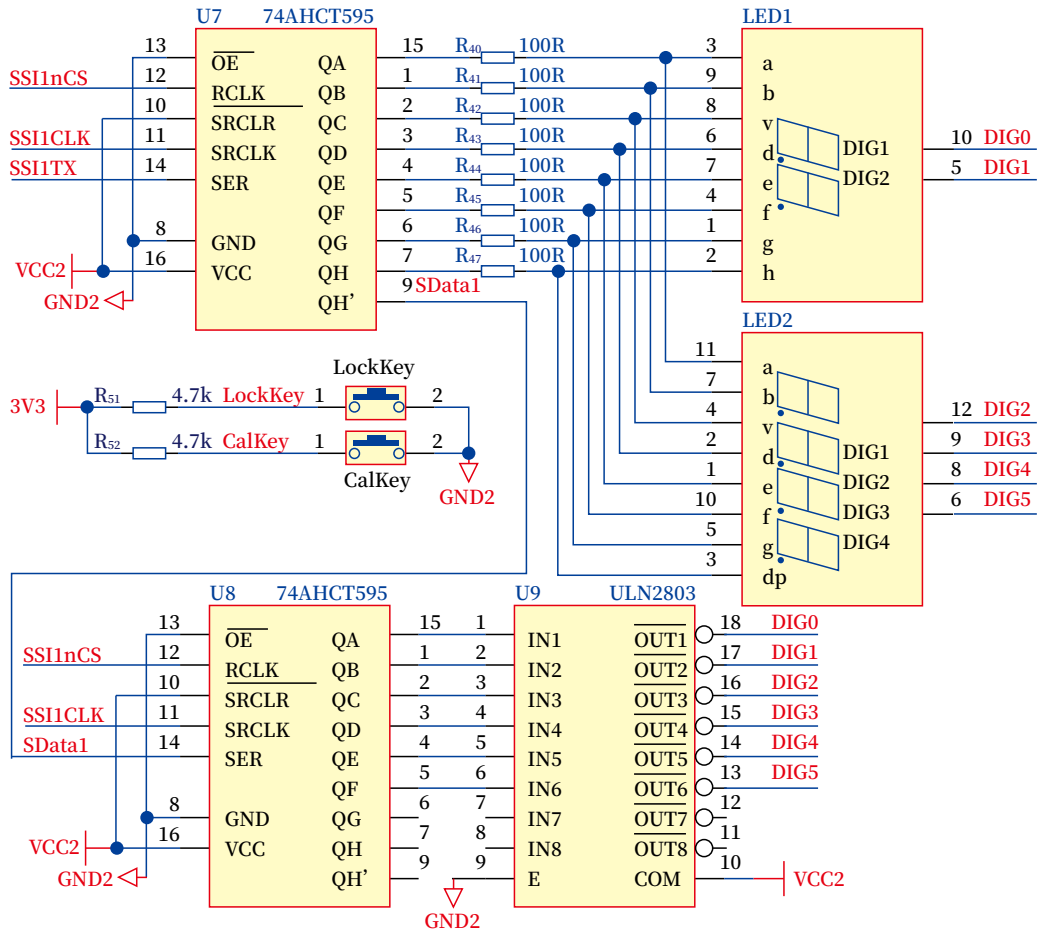 U7 74AHCT595 LED1
13 OE QA 15 R40 100R 3 a
SSI1nCS 12 RCLK QB 1 R41 100R 9 b
10 SRCLR QC 2 R42 100R 8 v
SSI1CLK 11 SRCLK QD 3 R43 100R 6 d DIG1 10 DIG0
SSI1TX 14 SER QE 4 R44 100R 7 e DIG2 5 DIG1
QF 5 R45 100R 4 f
8 GND QG 6 R46 100R 1 g
VCC2 16 VCC QH 7 R47 100R 2 h
GND2 QH’ 9 SData1
LED2
11 a
7 b
4 v 12 DIG2
2 d DIG1 9 DIG3
1 e DIG2 8 DIG4
10 f DIG3 6 DIG5
5 g DIG4
3 dp
LockKey
3V3 R51 4.7k LockKey 1 2
R52 4.7k CalKey 1 2
CalKey GND2
U8 74AHCT595 U9 ULN2803
13 OE QA 15 1 IN1 OUT1 18 DIG0
SSI1nCS 12 RCLK QB 1 2 IN2 OUT2 17 DIG1
10 SRCLR QC 2 3 IN3 OUT3 16 DIG2
SSI1CLK 11 SRCLK QD 3 4 IN4 OUT4 15 DIG3
SData1 14 SER QE 4 5 IN5 OUT5 14 DIG4
QF 5 6 IN6 OUT6 13 DIG5
8 GND QG 6 7 IN7 OUT7 12
VCC2 16 VCC QH 7 8 IN8 OUT8 11
GND2 QH' 9 9 E COM 10 VCC2
GND2